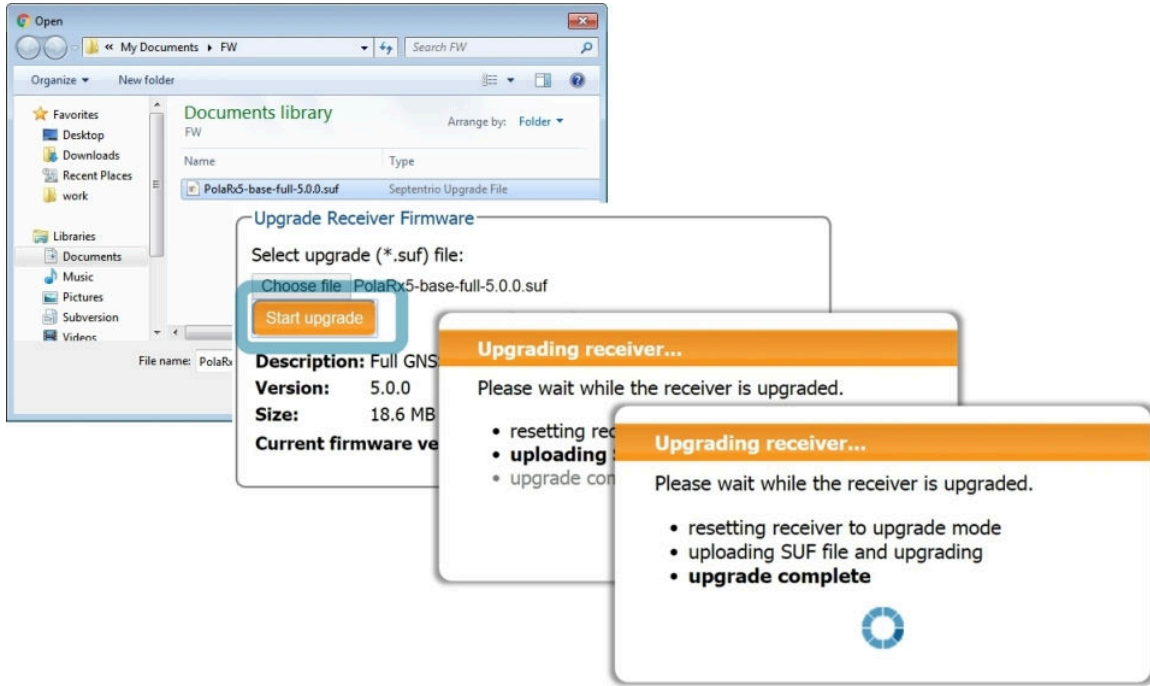 Open
« My Documents ▸ FW
Search FW
Organize ▾ New folder
Favorites
Desktop
Downloads
Recent Places
work
Libraries
Documents
Music
Pictures
Subversion
Videos
Documents library
FW
Arrange by: Folder ▾
Name Type
PolaRx5-base-full-5.0.0.suf Septentrio Upgrade File
File name:
Upgrade Receiver Firmware
Select upgrade (*.suf) file:
Choose file PolaRx5-base-full-5.0.0.suf
Start upgrade
Description: Full
Version: 5.0.0
Size: 18.6 MB
Current firmware
Upgrading receiver...
Please wait while the receiver is upgraded.
• resetting
• uploading
• upgrade
Upgrading receiver...
Please wait while the receiver is upgraded.
• resetting receiver to upgrade mode
• uploading SUF file and upgrading
• upgrade complete